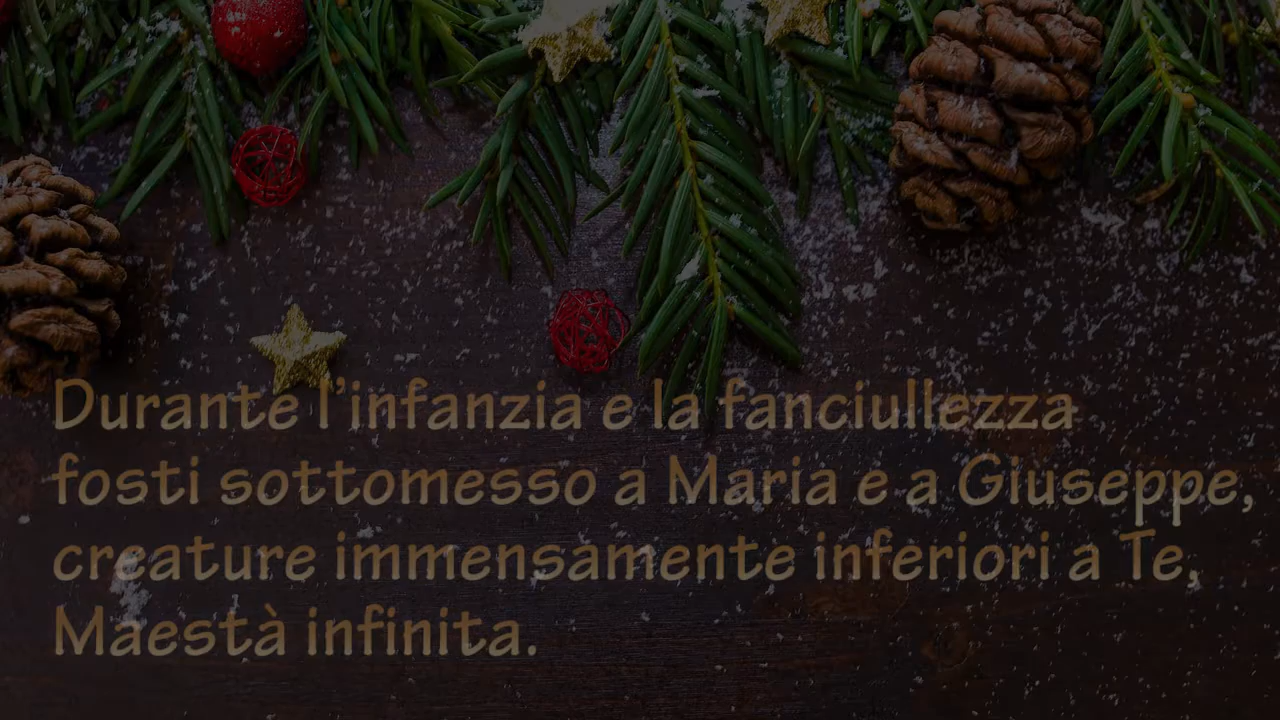 Durante l’infanzia e la fanciullezza
fosti sottomesso a Maria e a Giuseppe,
creature immensamente inferiori a Te,
Maestà infinita.